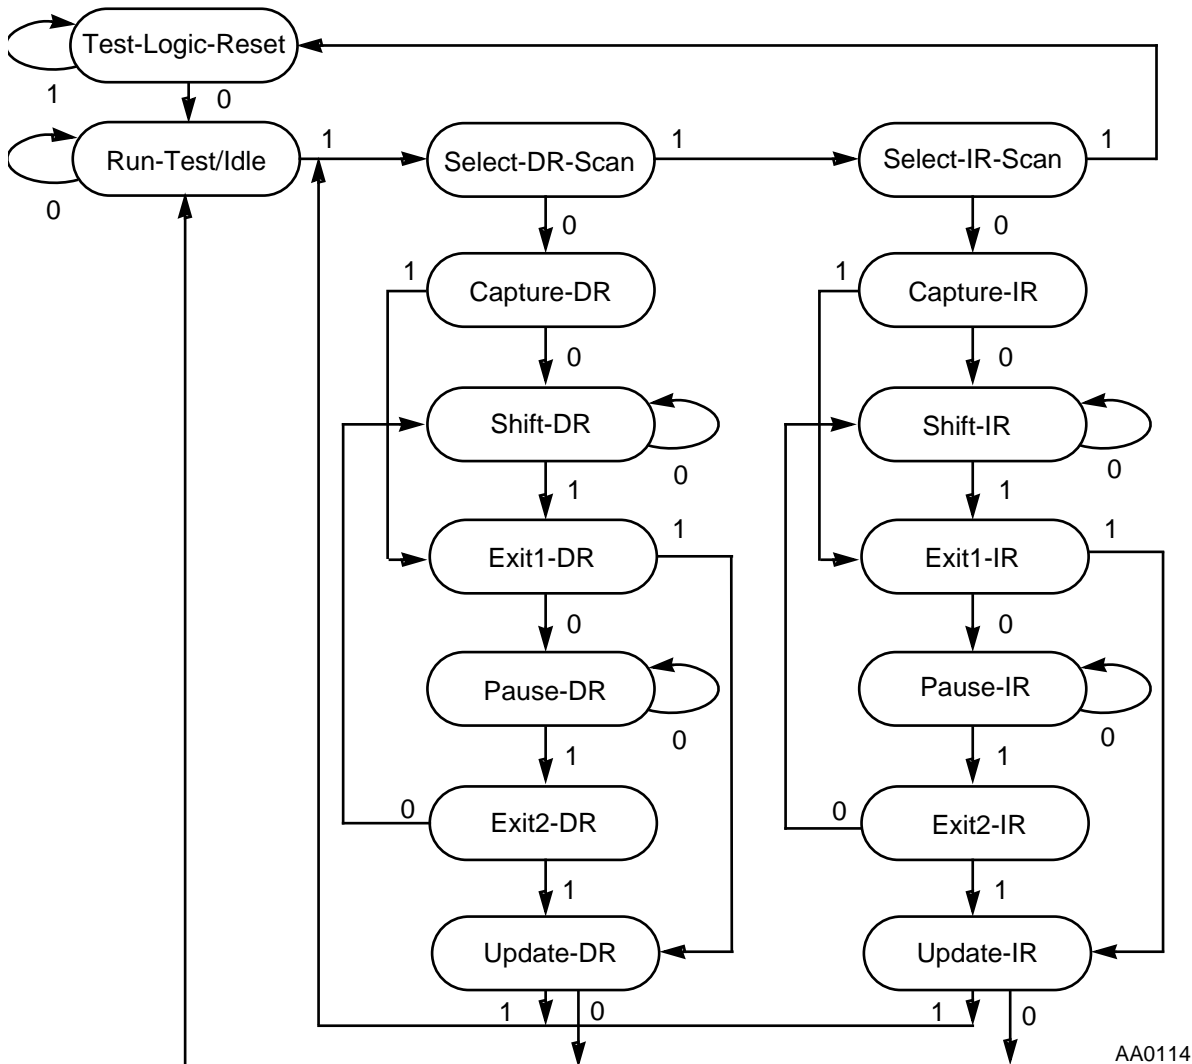 Test-Logic-Reset
1
0
Run-Test/Idle
1
Select-DR-Scan
1
Select-IR-Scan
1
0
0
0
1
Capture-DR
1
Capture-IR
0
0
Shift-DR
Shift-IR
0
0
1
1
1
1
Exit1-DR
Exit1-IR
0
0
Pause-DR
Pause-IR
0
0
1
1
0
Exit2-DR
0
Exit2-IR
1
1
Update-DR
Update-IR
1
0
1
0
AA0114